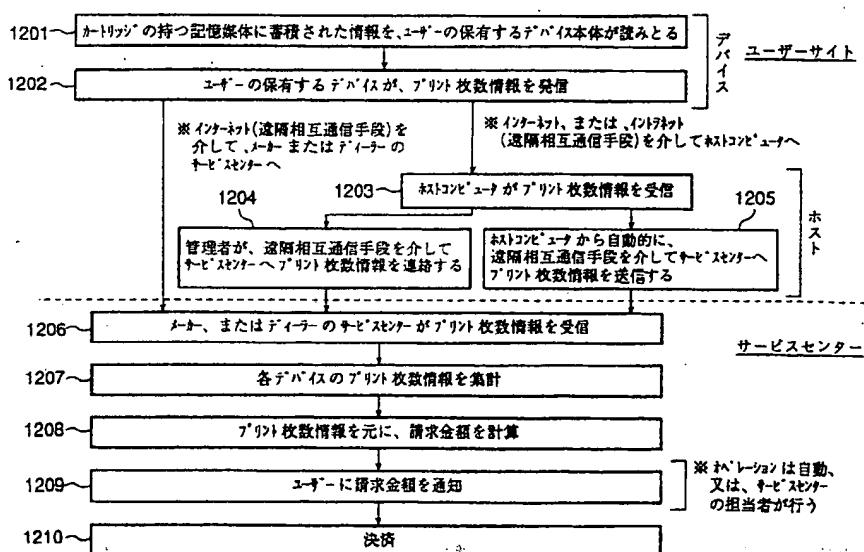 1201
カートリッジの持つ記憶媒体に蓄積された情報を、ユーザーの保有するデバイス本体が読みとる
デバイス
ユーザーサイト
1202
ユーザーの保有するデバイスが、プリント枚数情報を発信
※インターネット(遠隔相互通信手段)を
介して、メーカーまたはディーラーの
サービスセンターへ
※インターネット、または、イントラネット
(遠隔相互通信手段)を介してホストコンピュータへ
1203
ホストコンピュータがプリント枚数情報を受信
1204
管理者が、遠隔相互通信手段を介して
サービスセンターへプリント枚数情報を連絡する
1205
ホストコンピュータから自動的に、
遠隔相互通信手段を介してサービスセンターへ
プリント枚数情報を送信する
ホスト
1206
メーカー、またはディーラーのサービスセンターがプリント枚数情報を受信
サービスセンター
1207
各デバイスのプリント枚数情報を集計
1208
プリント枚数情報を元に、請求金額を計算
1209
ユーザーに請求金額を通知
※オペレーションは自動、
又は、サービスセンター
の担当者が行う
1210
決済